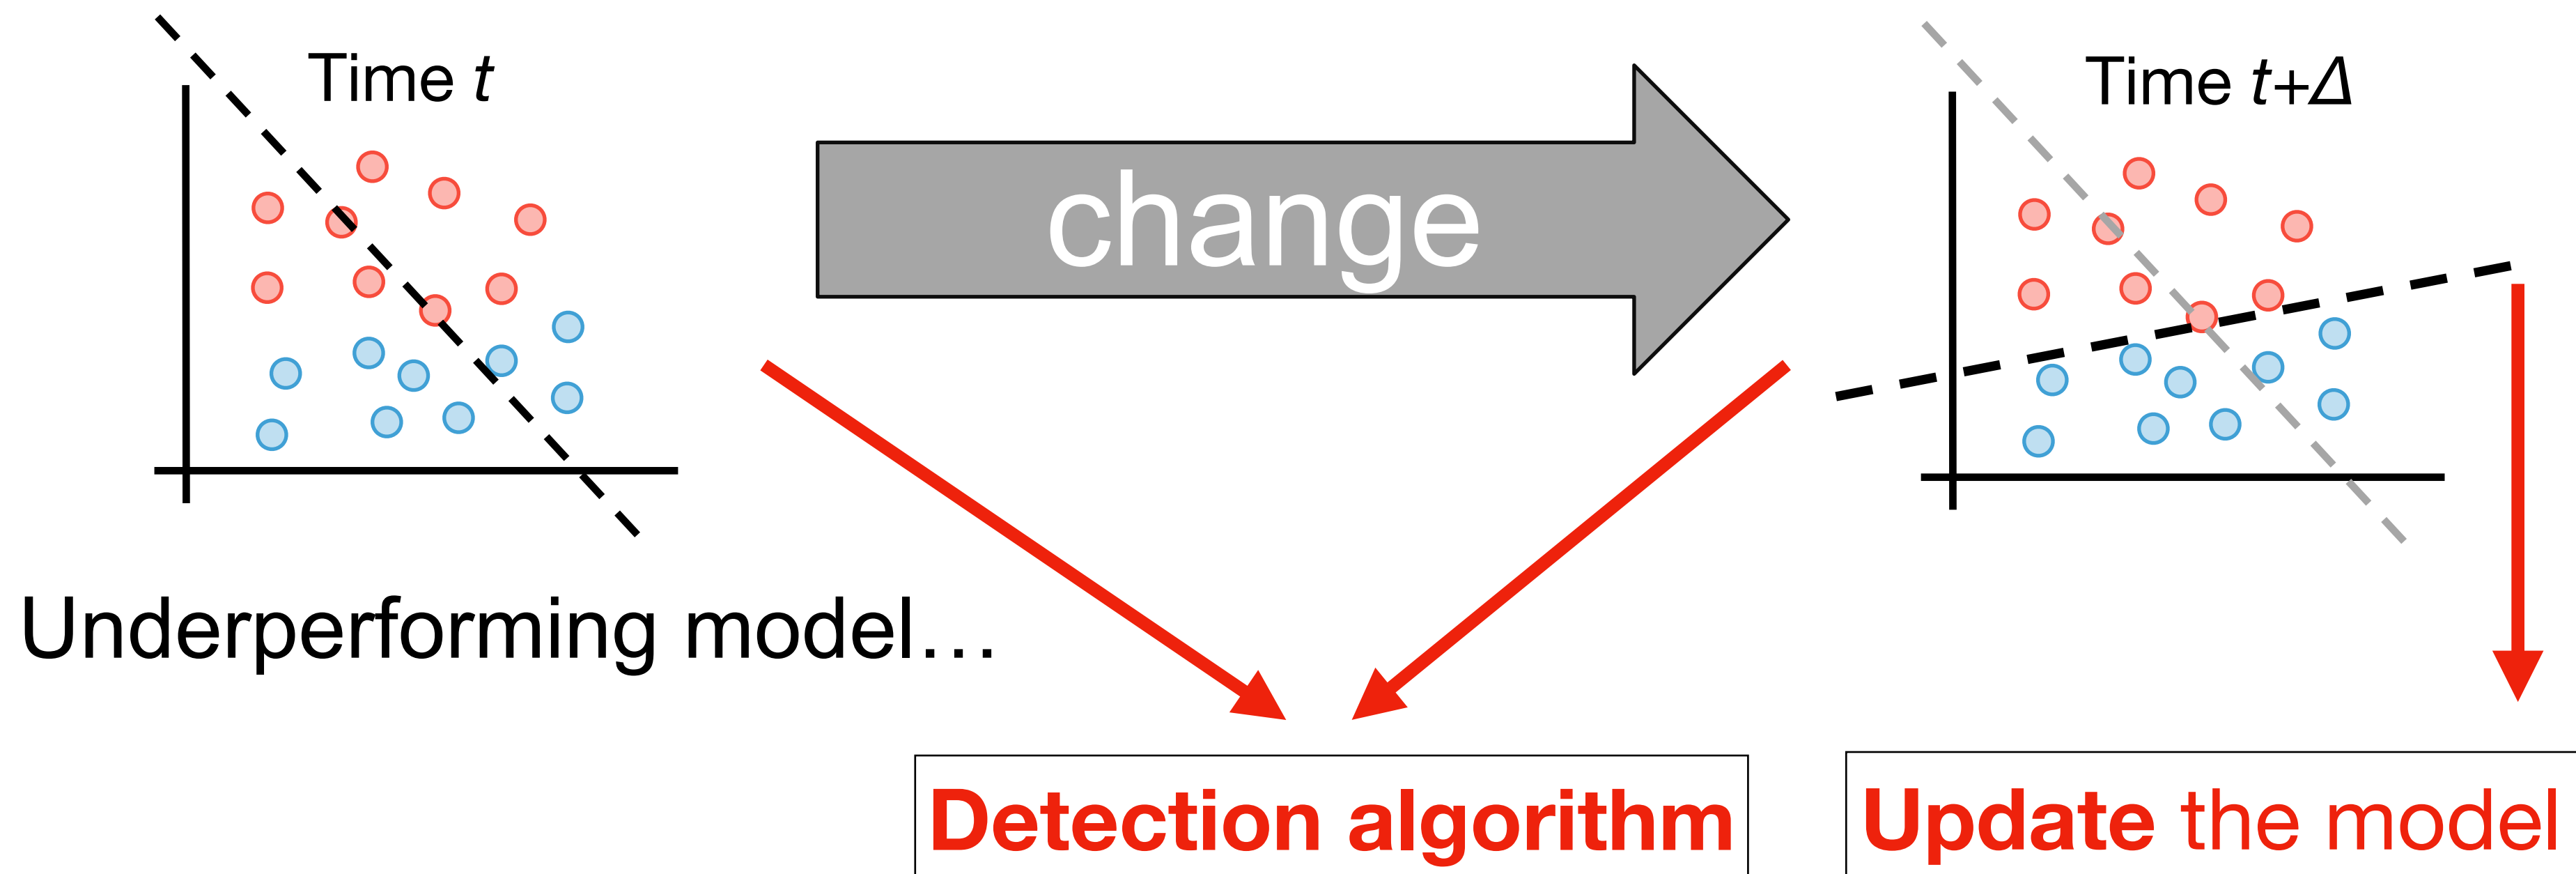 Time t
Time t+Δ
change
Underperforming model…
Detection algorithm
Update the model